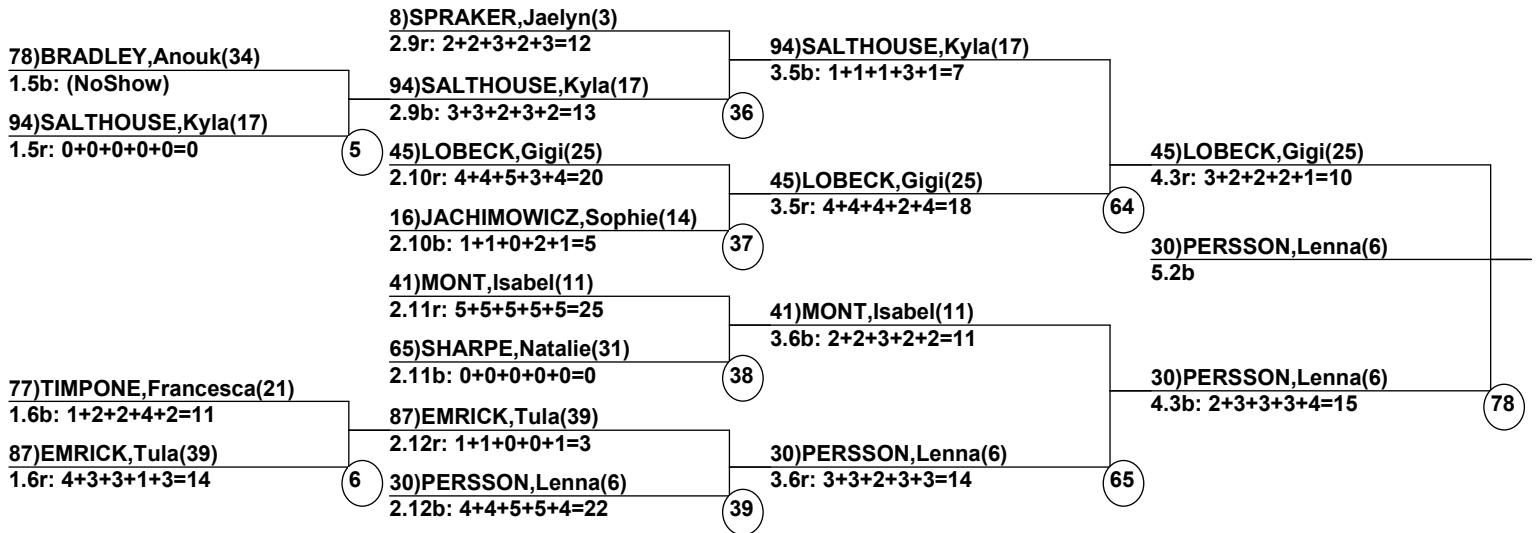 78)BRADLEY,Anouk(34)
1.5b: (NoShow)
94)SALTHOUSE,Kyla(17)
1.5r: 0+0+0+0+0=0
5
77)TIMPONE,Francesca(21)
1.6b: 1+2+2+4+2=11
87)EMRICK,Tula(39)
1.6r: 4+3+3+1+3=14
6
8)SPRAKER,Jaelyn(3)
2.9r: 2+2+3+2+3=12
94)SALTHOUSE,Kyla(17)
2.9b: 3+3+2+3+2=13
36
45)LOBECK,Gigi(25)
2.10r: 4+4+5+3+4=20
16)JACHIMOWICZ,Sophie(14)
2.10b: 1+1+0+2+1=5
37
41)MONT,Isabel(11)
2.11r: 5+5+5+5+5=25
65)SHARPE,Natalie(31)
2.11b: 0+0+0+0+0=0
38
87)EMRICK,Tula(39)
2.12r: 1+1+0+0+1=3
30)PERSSON,Lenna(6)
2.12b: 4+4+5+5+4=22
39
94)SALTHOUSE,Kyla(17)
3.5b: 1+1+1+3+1=7
45)LOBECK,Gigi(25)
3.5r: 4+4+4+2+4=18
64
41)MONT,Isabel(11)
3.6b: 2+2+3+2+2=11
30)PERSSON,Lenna(6)
3.6r: 3+3+2+3+3=14
65
45)LOBECK,Gigi(25)
4.3r: 3+2+2+2+1=10
30)PERSSON,Lenna(6)
4.3b: 2+3+3+3+4=15
78
30)PERSSON,Lenna(6)
5.2b